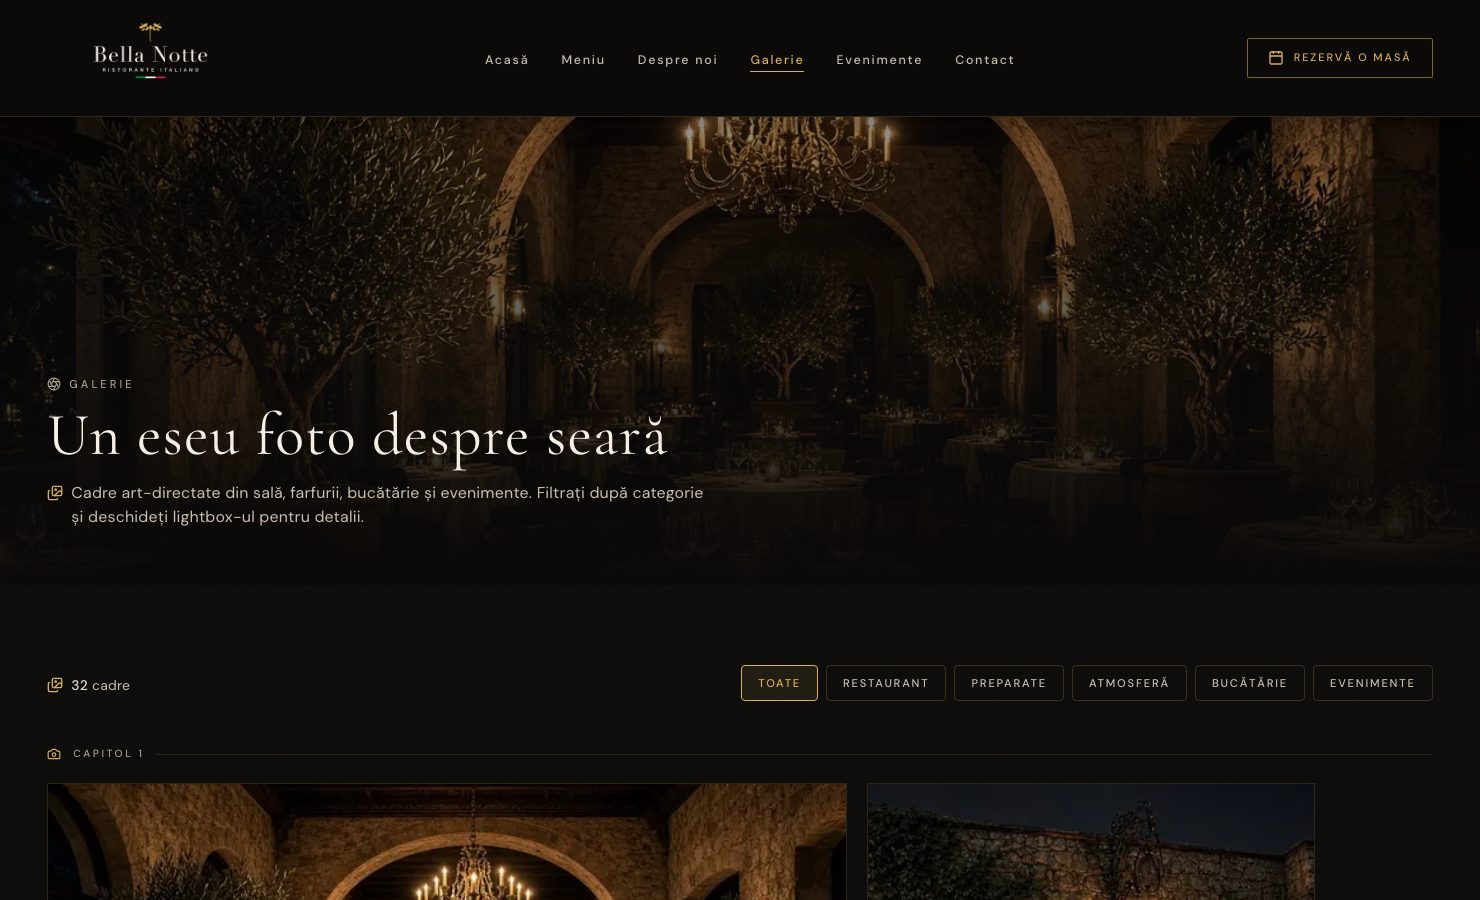 Bella Notte
RISTORANTE ITALIANO
Acasă
Meniu
Despre noi
Galerie
Evenimente
Contact
REZERVĂ O MASĂ
GALERIE
Un eseu foto despre seară
Cadre art-directate din sală, farfurii, bucătărie și evenimente. Filtrați după categorie
și deschideți lightbox-ul pentru detalii.
32 cadre
TOATE
RESTAURANT
PREPARATE
ATMOSFERĂ
BUCĂTĂRIE
EVENIMENTE
CAPITOL 1